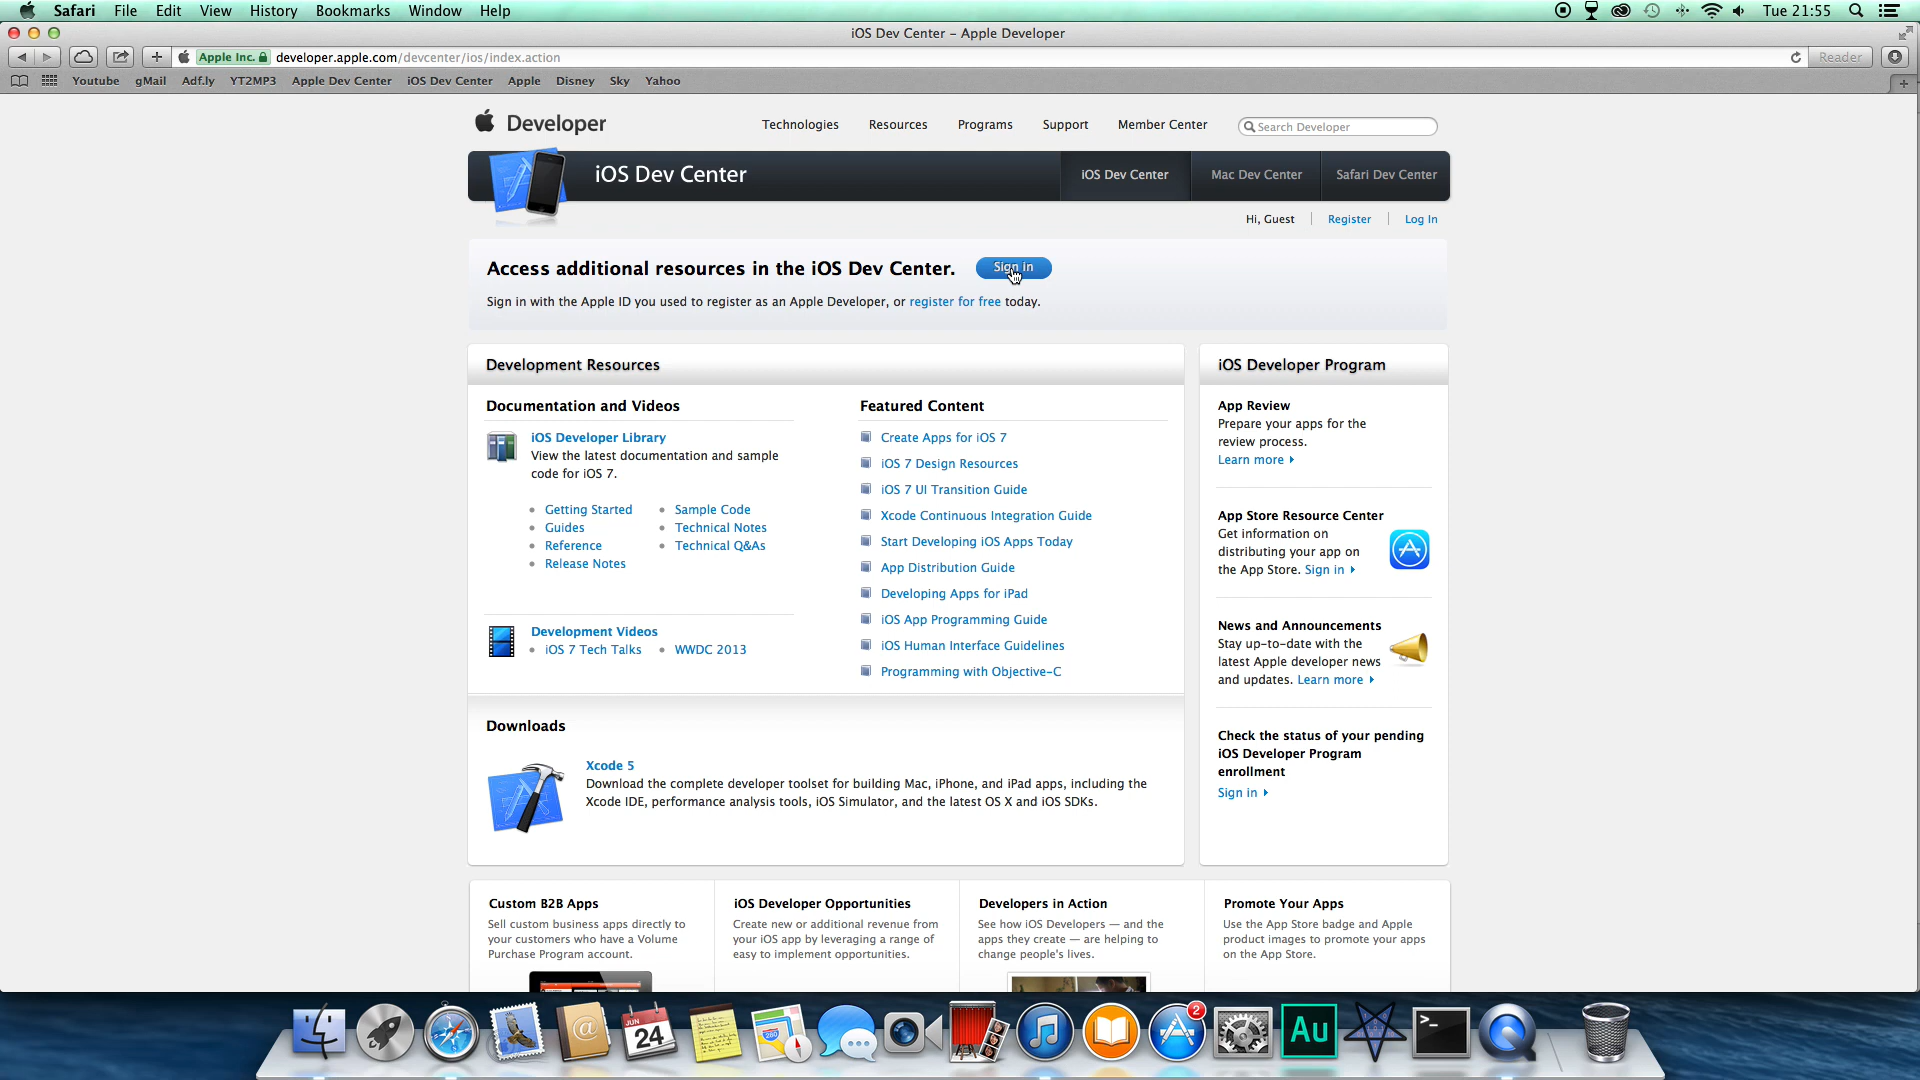 Safari File Edit View History Bookmarks Window Help
Tue 21:55
iOS Dev Center – Apple Developer
Apple Inc. developer.apple.com/devcenter/ios/index.action
Reader
Youtube gMail Adf.ly YT2MP3 Apple Dev Center iOS Dev Center Apple Disney Sky Yahoo
Developer
Technologies Resources Programs Support Member Center
Search Developer
iOS Dev Center
iOS Dev Center Mac Dev Center Safari Dev Center
Hi, Guest Register Log In
Access additional resources in the iOS Dev Center.
Sign in
Sign in with the Apple ID you used to register as an Apple Developer, or register for free today.
Development Resources
Documentation and Videos
iOS Developer Library
View the latest documentation and sample
code for iOS 7.
Getting Started
Guides
Reference
Release Notes
Sample Code
Technical Notes
Technical Q&As
Development Videos
iOS 7 Tech Talks
WWDC 2013
Featured Content
Create Apps for iOS 7
iOS 7 Design Resources
iOS 7 UI Transition Guide
Xcode Continuous Integration Guide
Start Developing iOS Apps Today
App Distribution Guide
Developing Apps for iPad
iOS App Programming Guide
iOS Human Interface Guidelines
Programming with Objective-C
Downloads
Xcode 5
Download the complete developer toolset for building Mac, iPhone, and iPad apps, including the
Xcode IDE, performance analysis tools, iOS Simulator, and the latest OS X and iOS SDKs.
iOS Developer Program
App Review
Prepare your apps for the
review process.
Learn more
App Store Resource Center
Get information on
distributing your app on
the App Store. Sign in
News and Announcements
Stay up-to-date with the
latest Apple developer news
and updates. Learn more
Check the status of your pending
iOS Developer Program
enrollment
Sign in
Custom B2B Apps
Sell custom business apps directly to
your customers who have a Volume
Purchase Program account.
iOS Developer Opportunities
Create new or additional revenue from
your iOS app by leveraging a range of
easy to implement opportunities.
Developers in Action
See how iOS Developers — and the
apps they create — are helping to
change people's lives.
Promote Your Apps
Use the App Store badge and Apple
product images to promote your apps
on the App Store.
JUN
24
280
2
Au
>_